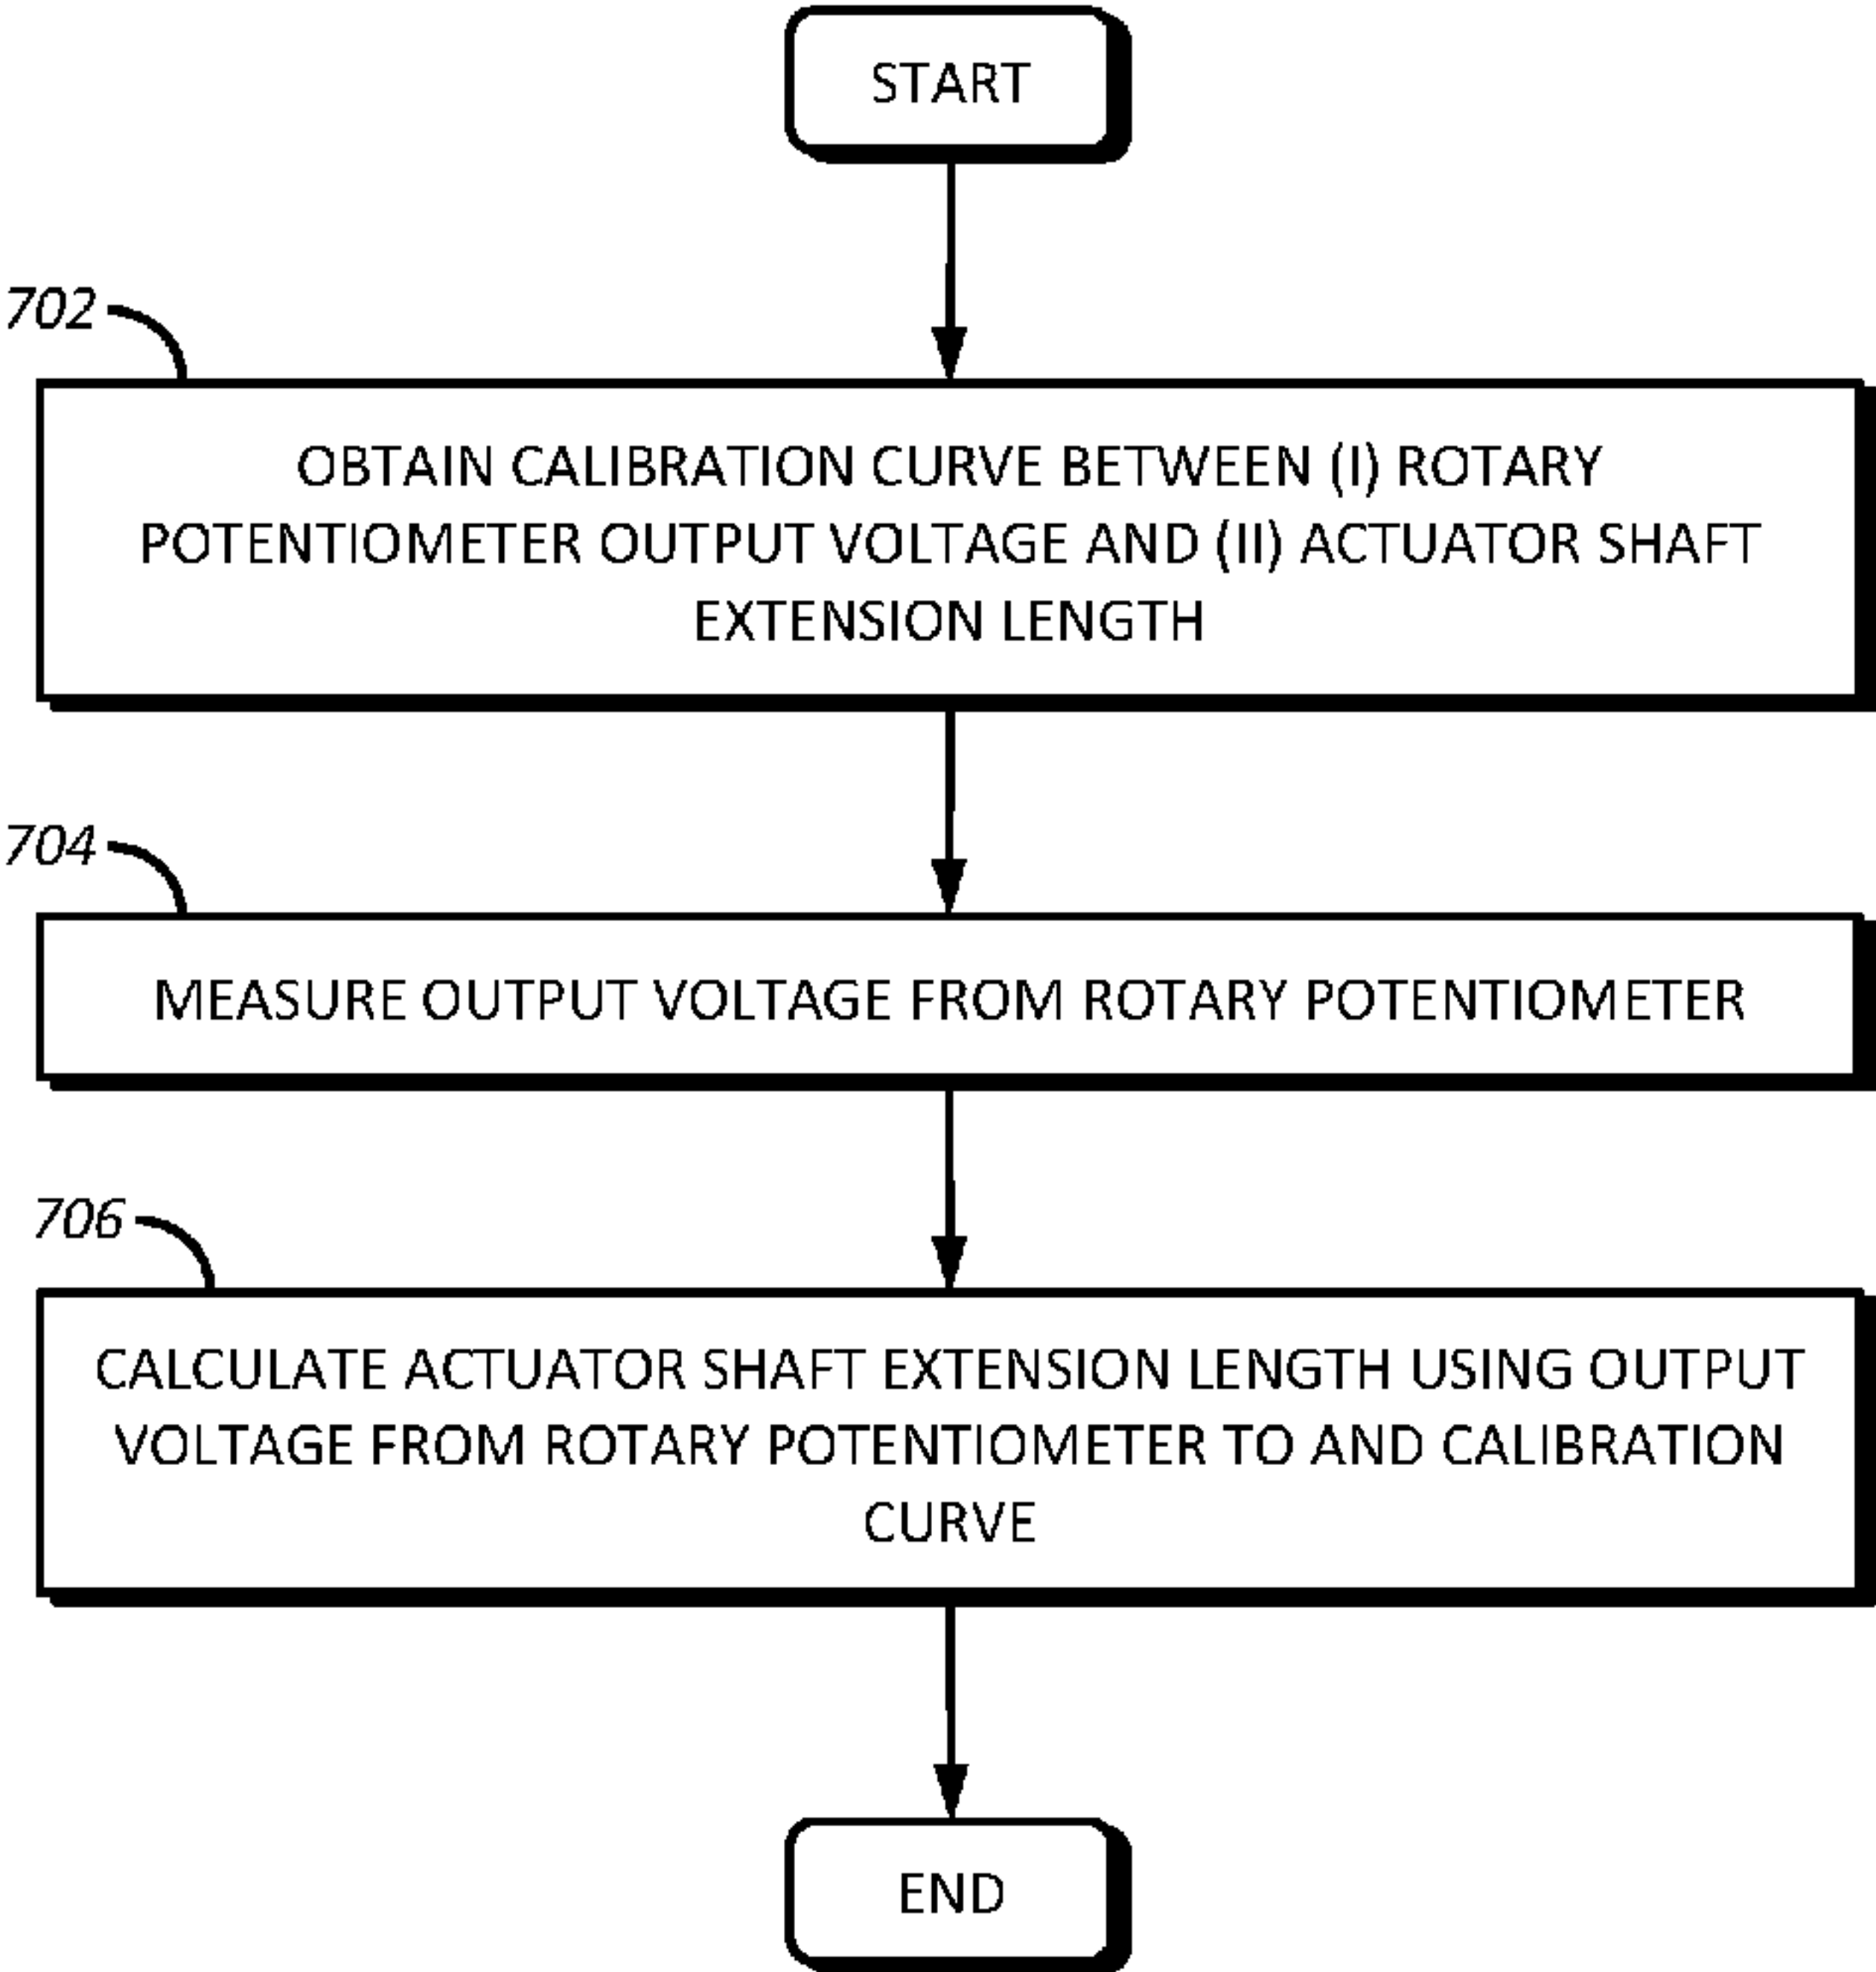 START
702
OBTAIN CALIBRATION CURVE BETWEEN (I) ROTARY
POTENTIOMETER OUTPUT VOLTAGE AND (II) ACTUATOR SHAFT
EXTENSION LENGTH
704
MEASURE OUTPUT VOLTAGE FROM ROTARY POTENTIOMETER
706
CALCULATE ACTUATOR SHAFT EXTENSION LENGTH USING OUTPUT
VOLTAGE FROM ROTARY POTENTIOMETER TO AND CALIBRATION
CURVE
END